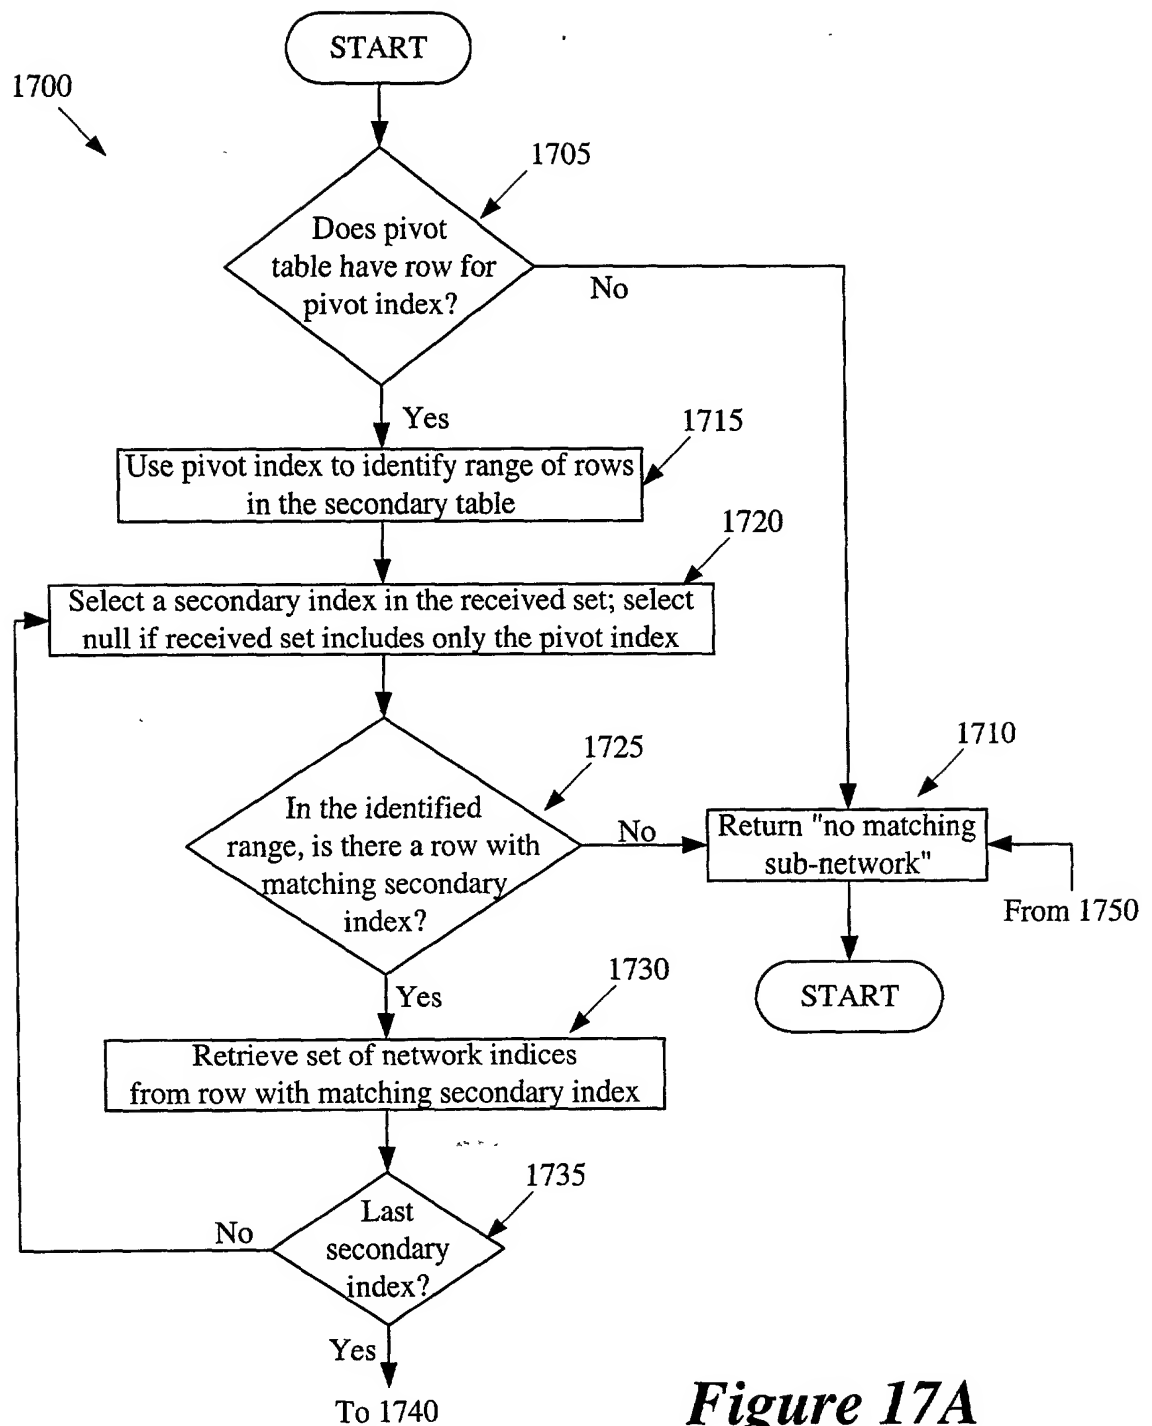 START
1700
1705
Does pivot
table have row for
pivot index?
No
Yes
1715
Use pivot index to identify range of rows
in the secondary table
1720
Select a secondary index in the received set; select
null if received set includes only the pivot index
1725
In the identified
range, is there a row with
matching secondary
index?
No
1710
Return "no matching
sub-network"
From 1750
START
Yes
1730
Retrieve set of network indices
from row with matching secondary index
1735
Last
secondary
index?
No
Yes
To 1740
Figure 17A